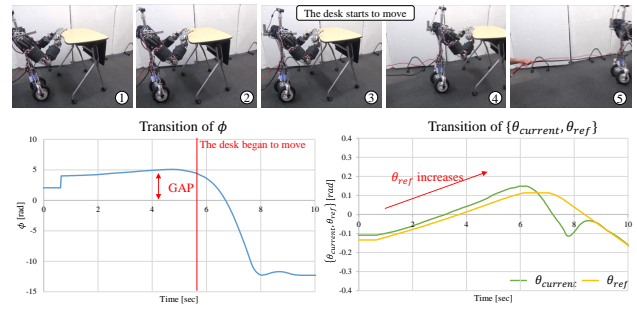 The desk starts to move
1
2
3
4
5
Transition of ϕ
The desk began to move
GAP
10
5
0
-5
-10
-15
0
2
4
6
8
10
ϕ [rad]
Time [sec]
Transition of {θcurrent, θref}
θref increases
0.4
0.3
0.2
0.1
0
-0.1
-0.2
-0.3
-0.4
0
2
4
6
8
10
{θcurrent, θref} [rad]
Time [sec]
θcurrent
θref